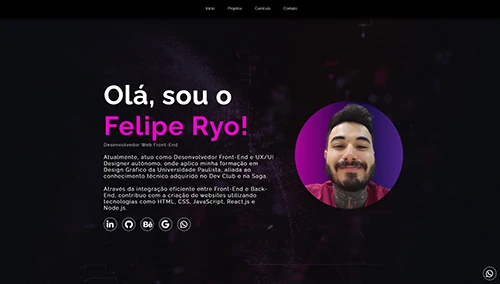 Início Projetos Currículo Contato
Olá, sou o
Felipe Ryo!
Desenvolvedor Web Front-End
Atualmente, atuo como Desenvolvedor Front-End e UX/UI
Designer autônomo, onde aplico minha formação em
Design Grafico da Universidade Paulista, aliada ao
conhecimento técnico adquirido no Dev Club e na Saga.
Através da integração eficiente entre Front-End e Back-
End, contribuo com a criação de websites utilizando
tecnologias como HTML, CSS, JavaScript, React.js e
Node.js.
in Bē G